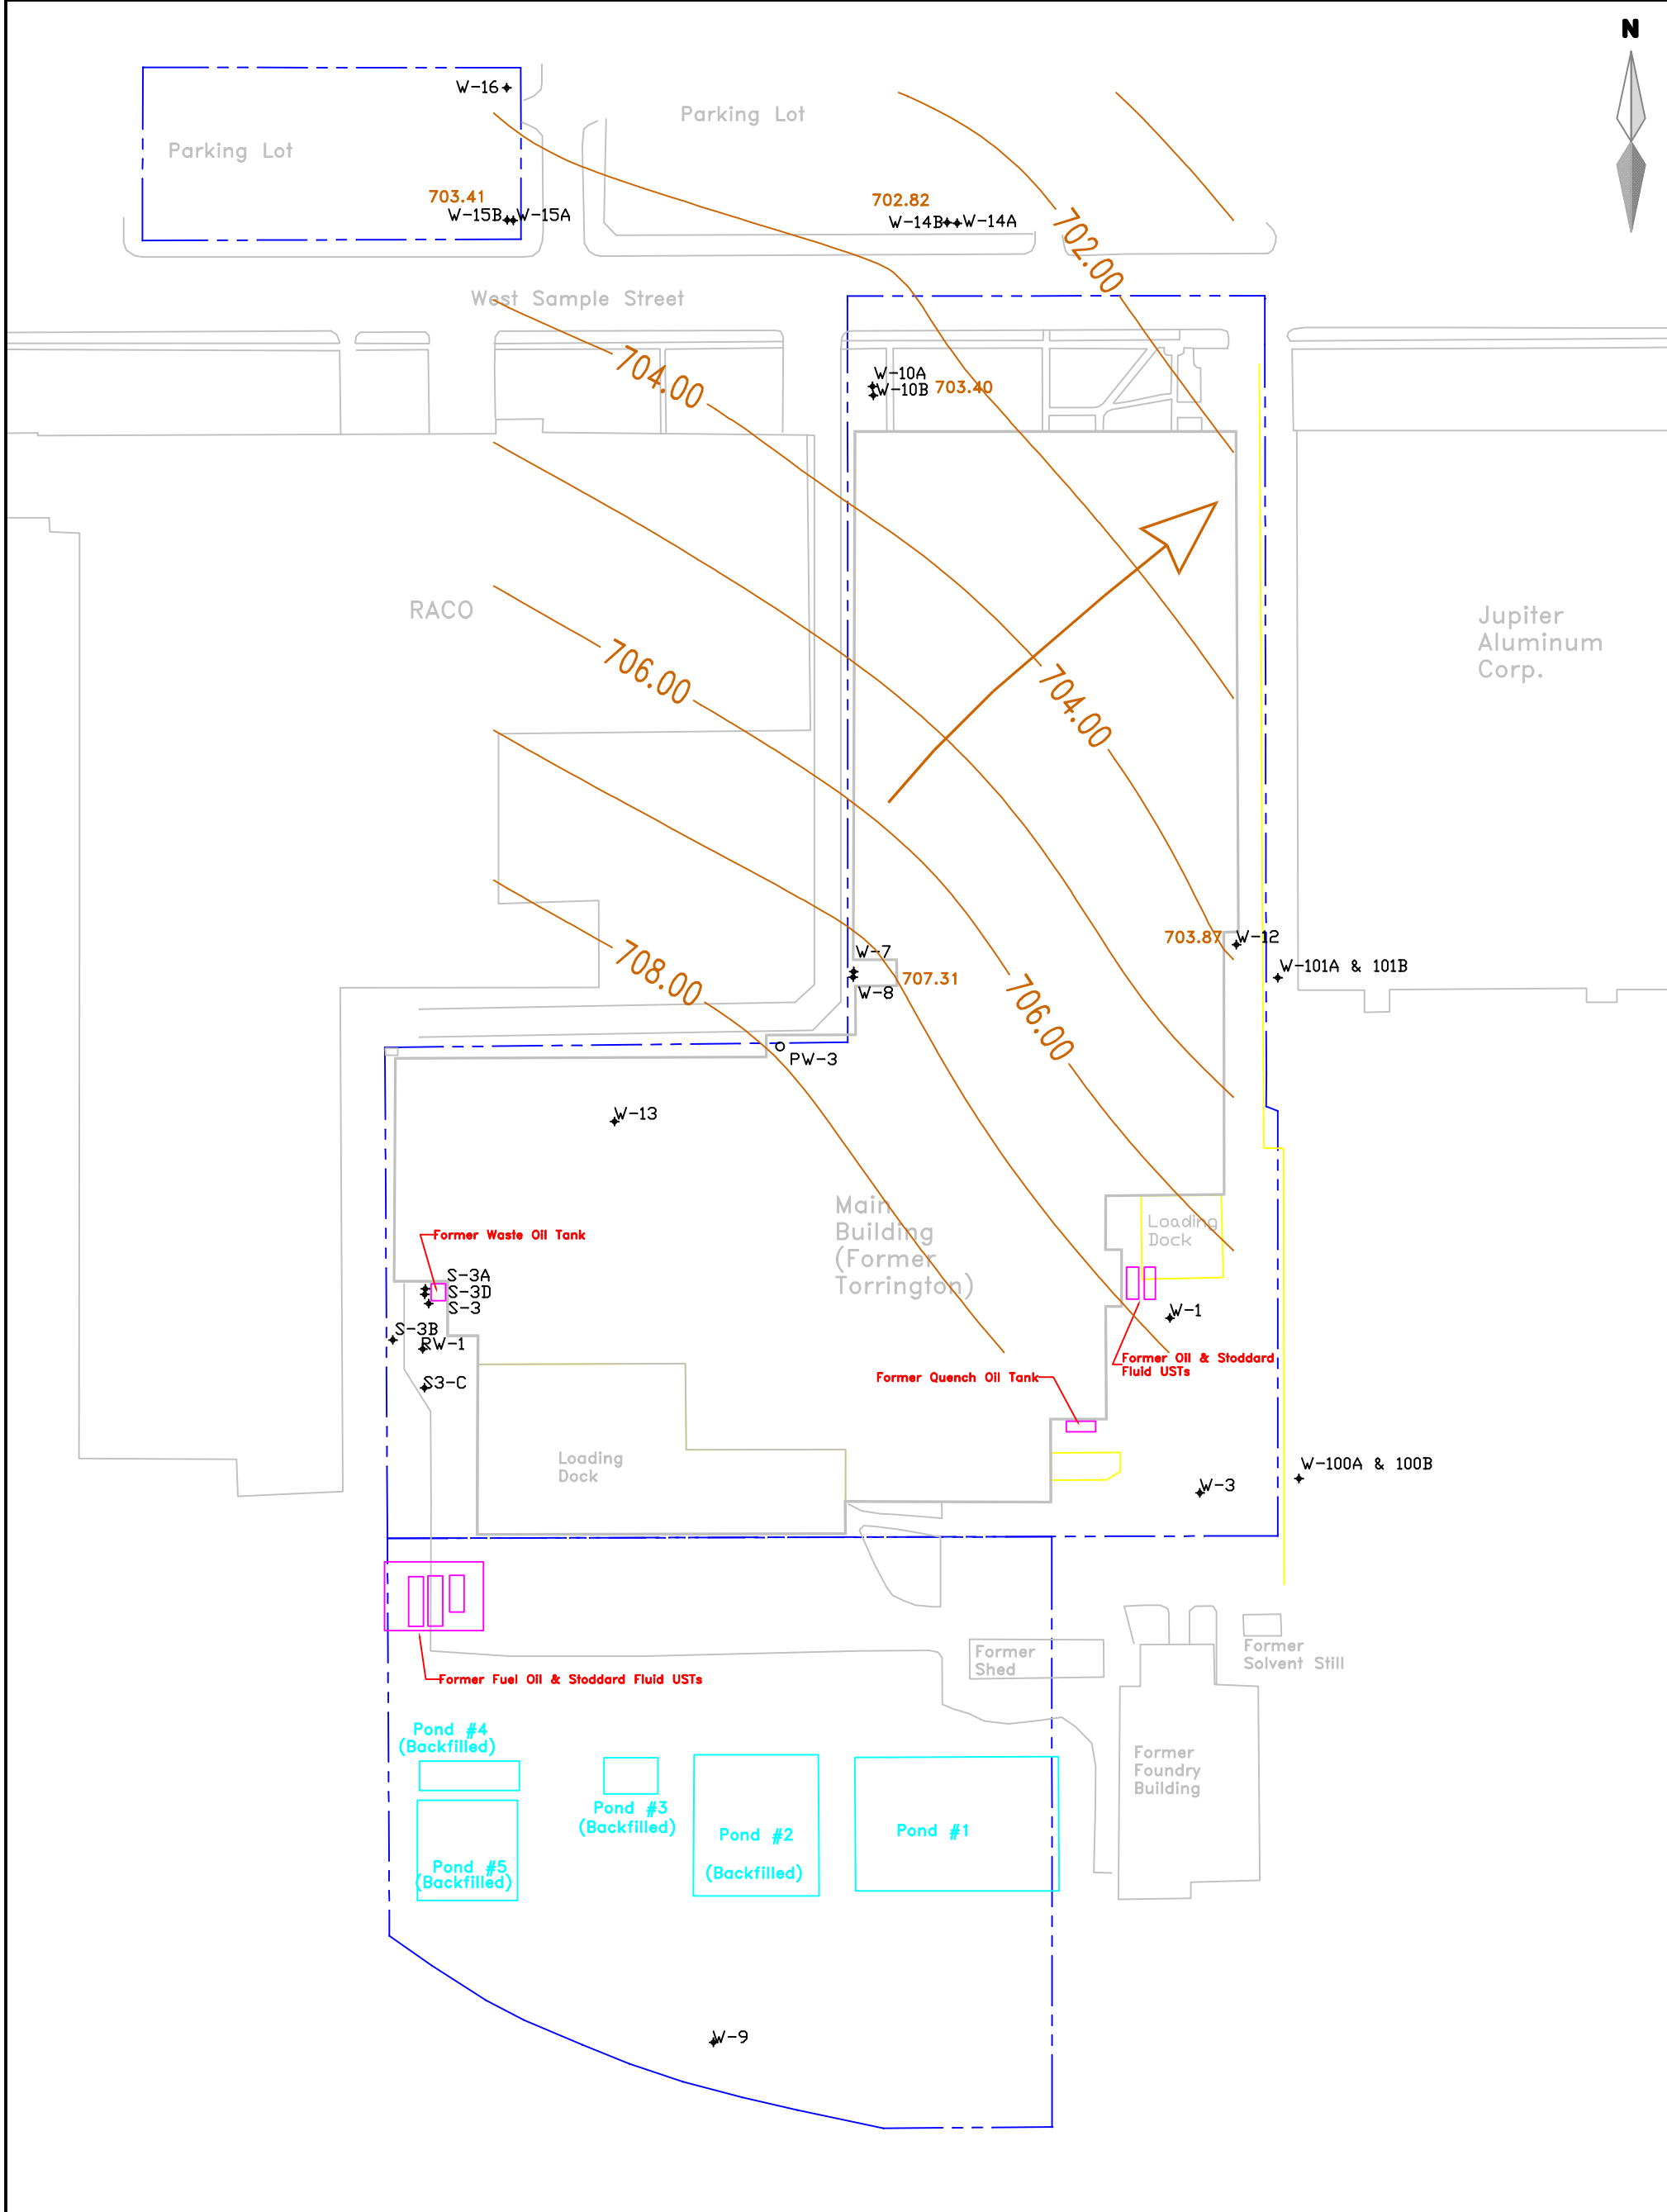 N
W-16
Parking Lot
Parking Lot
703.41
W-15B
W-15A
702.82
W-14B
W-14A
702.00
West Sample Street
704.00
W-10A
W-10B
703.40
RACO
Jupiter
Aluminum
Corp.
706.00
704.00
703.87
W-12
W-7
W-101A & 101B
707.31
708.00
W-8
706.00
PW-3
W-13
Main
Building
(Former
Torrington)
Loading
Dock
Former Waste Oil Tank
S-3A
S-3D
S-3
S-3B
RW-1
S3-C
W-1
Former Oil & Stoddard
Fluid USTs
Former Quench Oil Tank
Loading
Dock
W-100A & 100B
W-3
Former
Shed
Former
Solvent Still
Former Fuel Oil & Stoddard Fluid USTs
Pond #4
(Backfilled)
Former
Foundry
Building
Pond #3
(Backfilled)
Pond #2
(Backfilled)
Pond #1
Pond #5
(Backfilled)
W-9